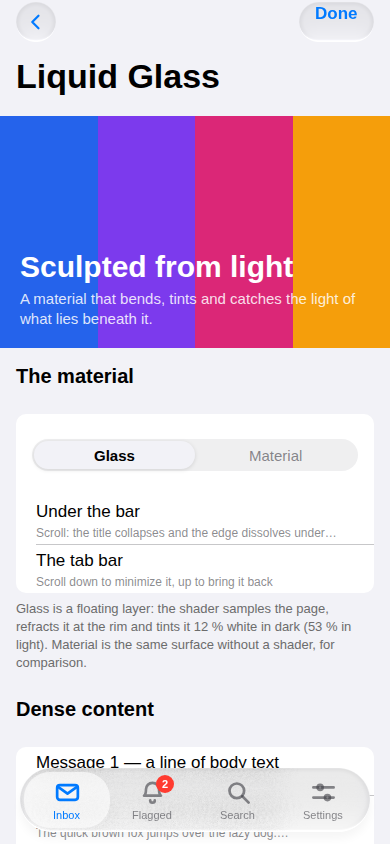 Done
Liquid Glass
Sculpted from light
A material that bends, tints and catches the light of
what lies beneath it.
The material
Glass
Material
Under the bar
Scroll: the title collapses and the edge dissolves under…
The tab bar
Scroll down to minimize it, up to bring it back
Glass is a floating layer: the shader samples the page,
refracts it at the rim and tints it 12 % white in dark (53 % in
light). Material is the same surface without a shader, for
comparison.
Dense content
Message 1 — a line of body text
2
Inbox
Flagged
Search
Settings
The quick brown fox jumps over the lazy dog.…